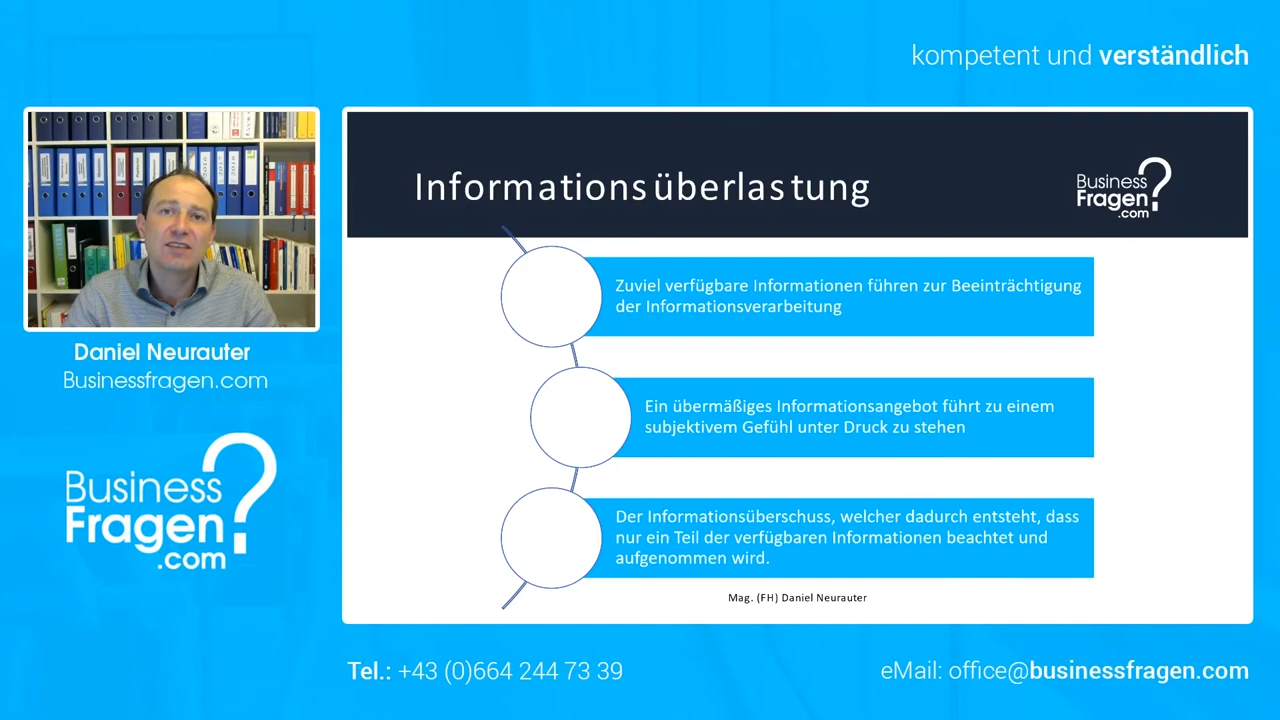 kompetent und verständlich
Informationsüberlastung
Business
Fragen?
.com
Zuviel verfügbare Informationen führen zur Beeinträchtigung
der Informationsverarbeitung
Ein übermäßiges Informationsangebot führt zu einem
subjektivem Gefühl unter Druck zu stehen
Der Informationsüberschuss, welcher dadurch entsteht, dass
nur ein Teil der verfügbaren Informationen beachtet und
aufgenommen wird.
Mag. (FH) Daniel Neurauter
Daniel Neurauter
Businessfragen.com
Business
Fragen?
.com
Tel.: +43 (0)664 244 73 39
eMail: office@businessfragen.com